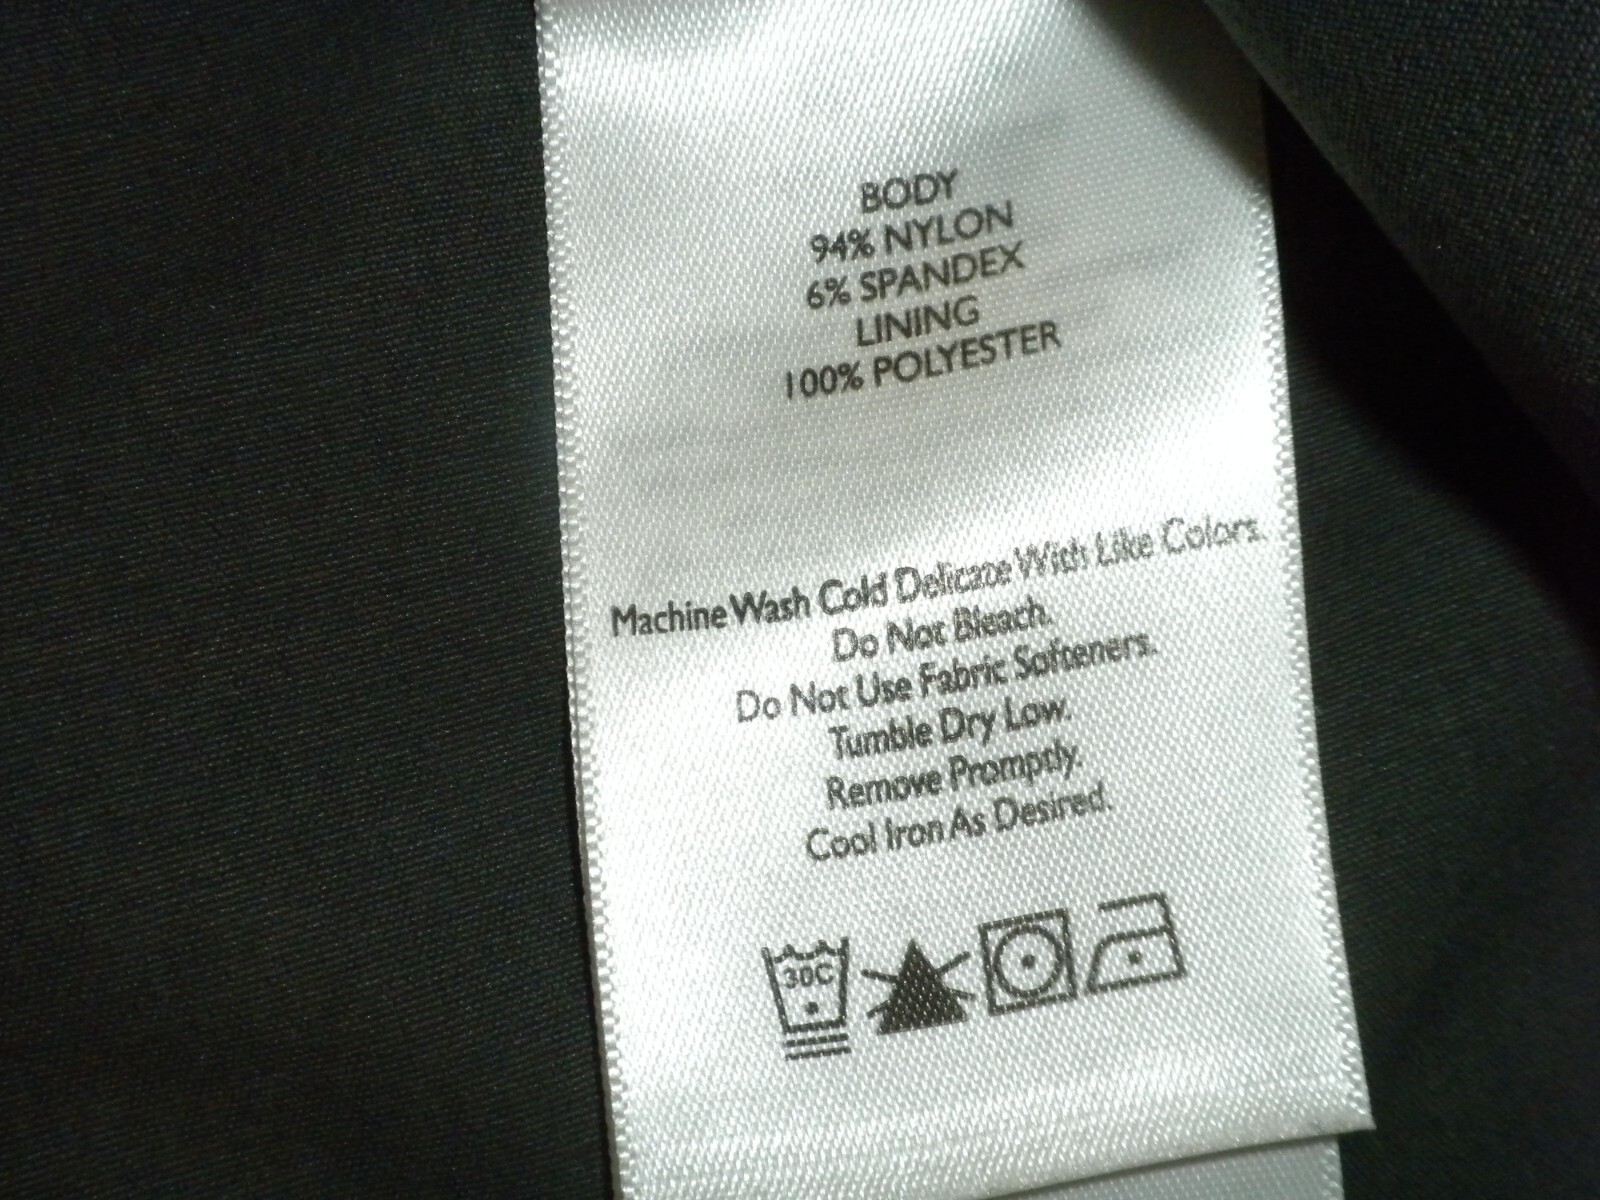 BODY
94% NYLON
6% SPANDEX
LINING
100% POLYESTER
Machine Wash Cold Delicate With Like Colors.
Do Not Bleach.
Do Not Use Fabric Softeners.
Tumble Dry Low.
Remove Promptly.
Cool Iron As Desired.
30C